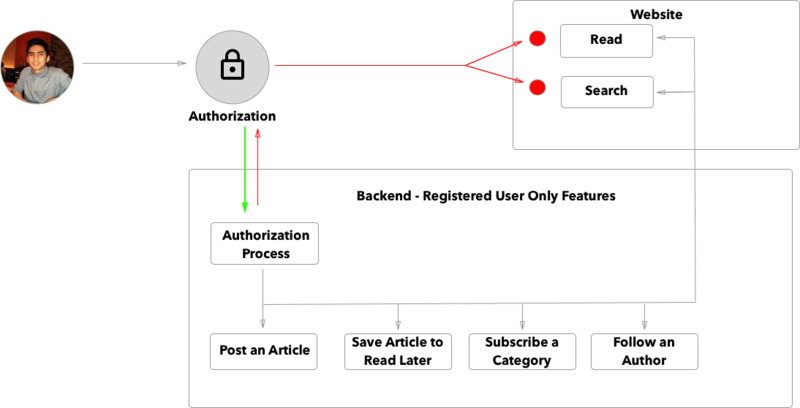 Website
Read
Search
Authorization
Backend - Registered User Only Features
Authorization
Process
Post an Article
Save Article to
Read Later
Subscribe a
Category
Follow an
Author